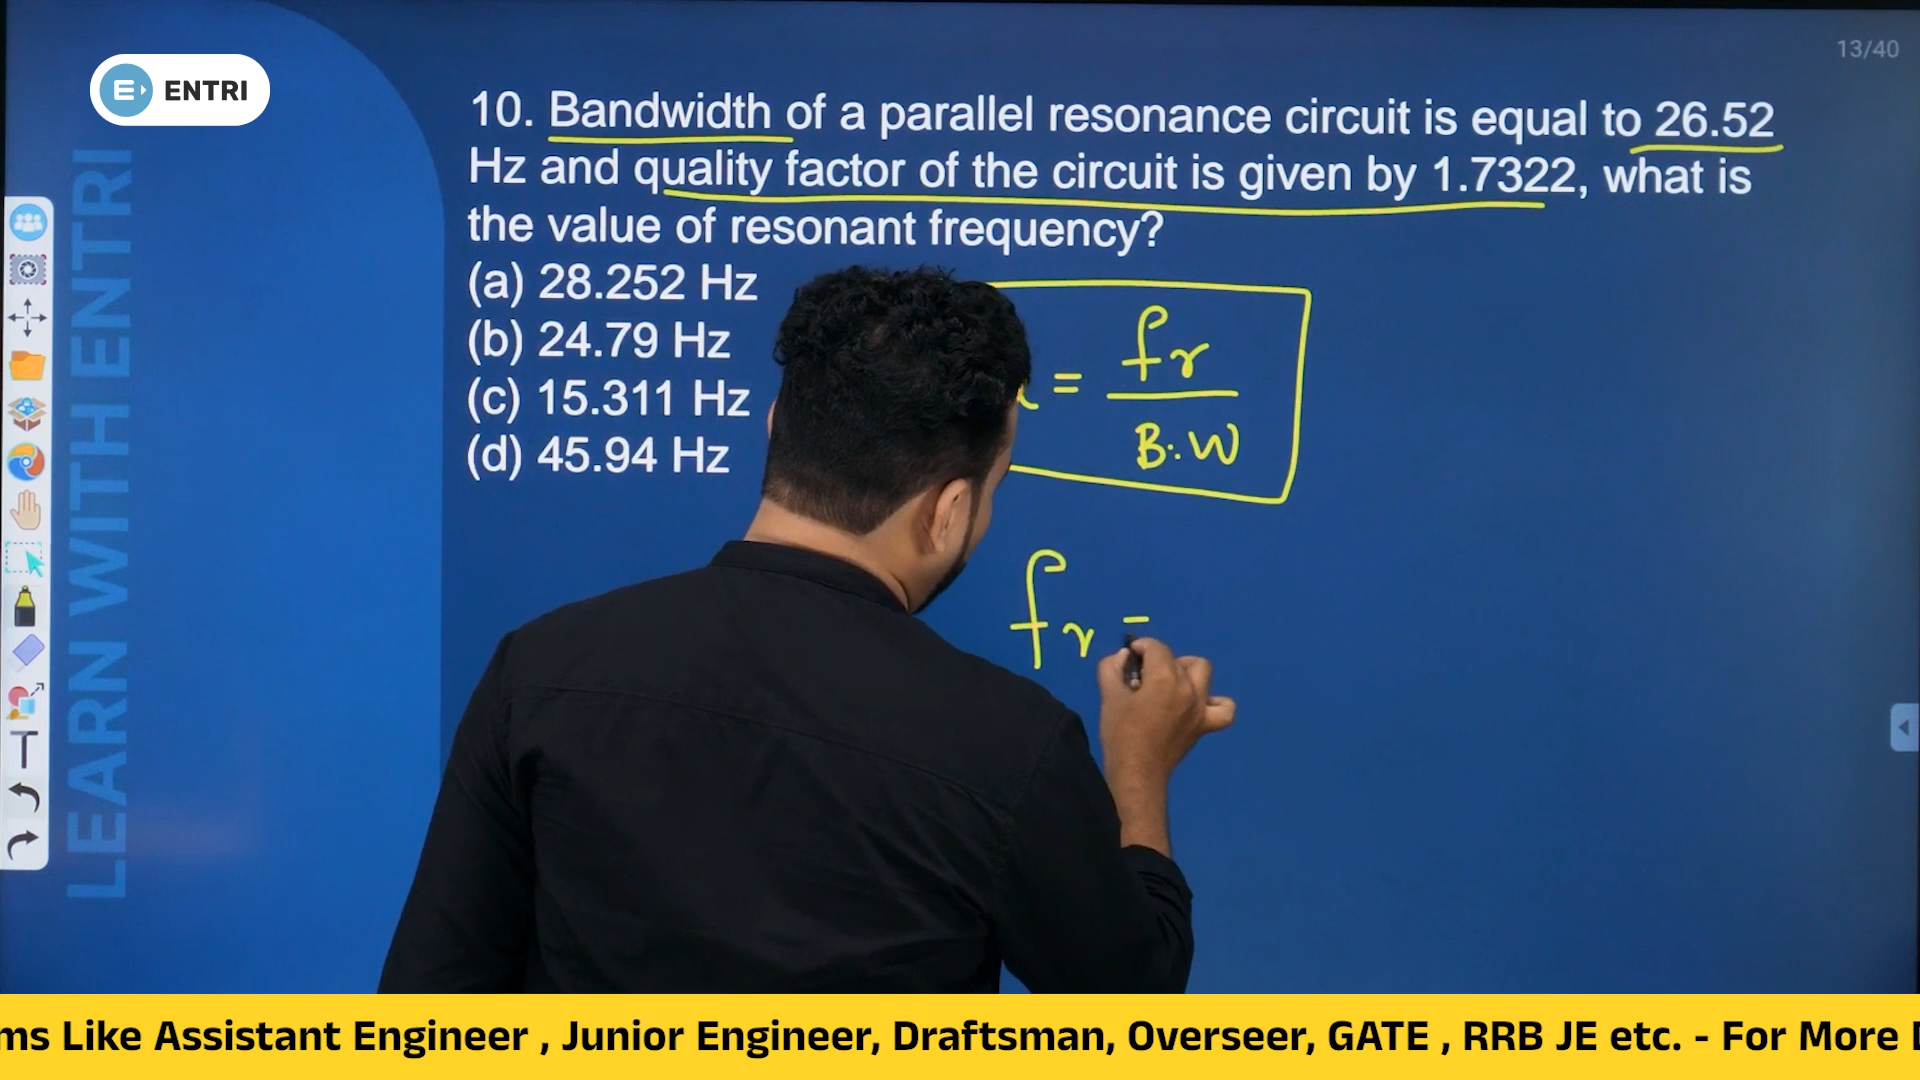 13/40
ENTRI
10. Bandwidth of a parallel resonance circuit is equal to 26.52
Hz and quality factor of the circuit is given by 1.7322, what is
the value of resonant frequency?
(a) 28.252 Hz
(b) 24.79 Hz
(c) 15.311 Hz
(d) 45.94 Hz
= fr
B.W
fr =
LEARN WITH ENTRI
ms Like Assistant Engineer , Junior Engineer, Draftsman, Overseer, GATE , RRB JE etc. - For More